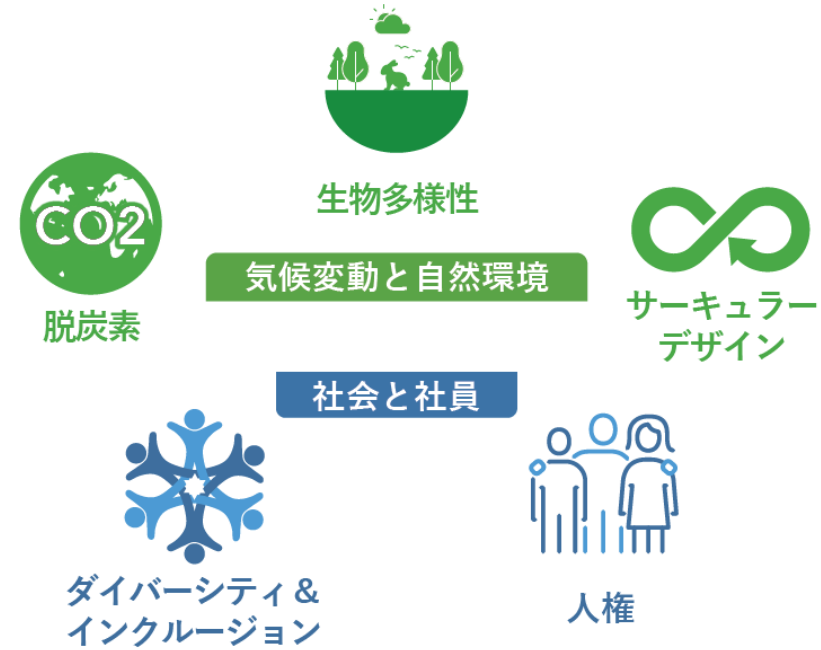 生物多様性
CO2
脱炭素
気候変動と自然環境
サーキュラー
デザイン
社会と社員
ダイバーシティ&
インクルージョン
人権